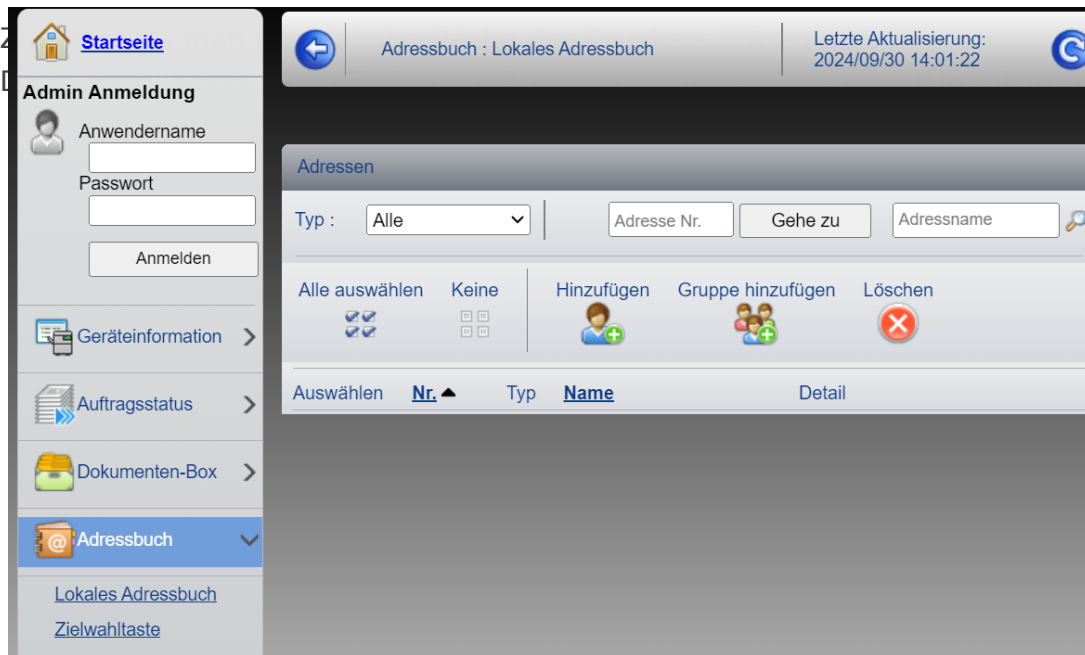 Startseite
Admin Anmeldung
Anwendername
Passwort
Anmelden
Geräteinformation
Auftragsstatus
Dokumenten-Box
Adressbuch
Lokales Adressbuch
Zielwahltaste
Adressbuch : Lokales Adressbuch
Letzte Aktualisierung:
2024/09/30 14:01:22
Adressen
Typ : Alle Adresse Nr. Gehe zu Adressname
Alle auswählen Keine Hinzufügen Gruppe hinzufügen Löschen
Auswählen Nr. Typ Name Detail